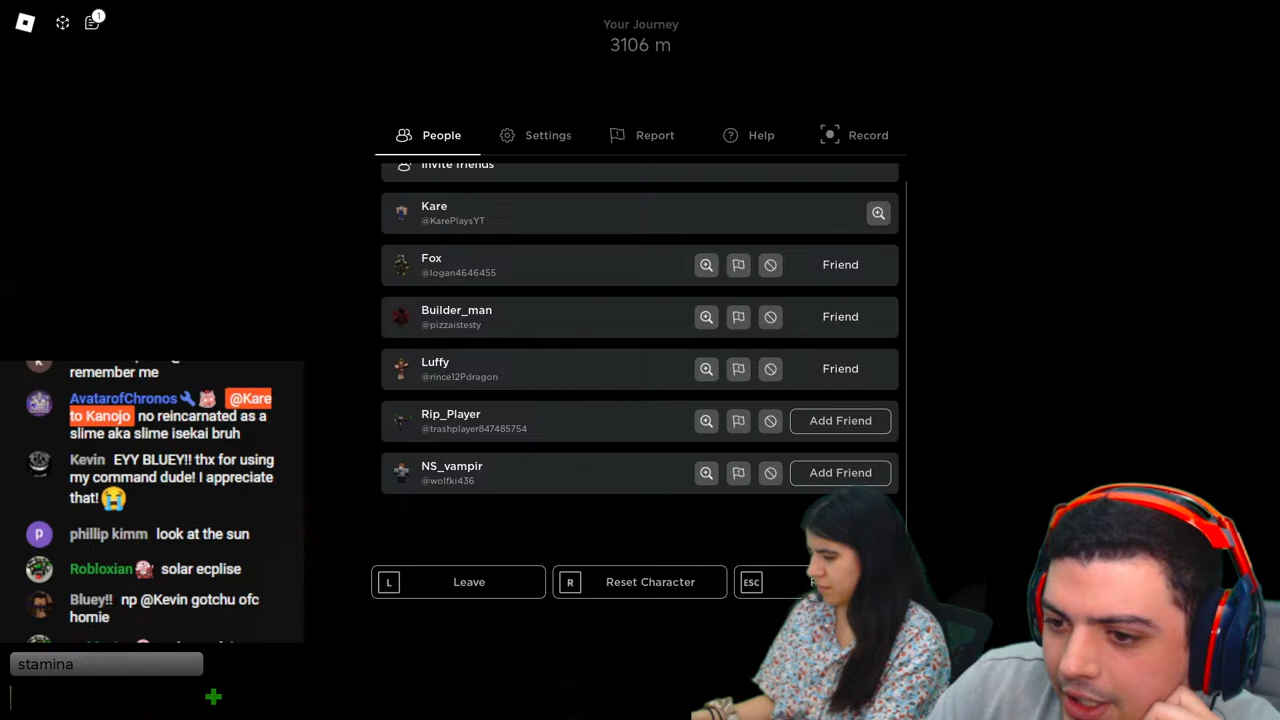 1
Your Journey
3106 m
People
Settings
Report
Help
Record
Invite friends
Kare
@KarePlaysYT
Fox
@logan4646455
Friend
Builder_man
@pizzaistesty
Friend
Luffy
@rince12Pdragon
Friend
Rip_Player
@trashplayer847485754
Add Friend
NS_vampir
@wolfki436
Add Friend
L
Leave
R
Reset Character
ESC
remember me
AvatarofChronos @Kare
to Kanojo no reincarnated as a
slime aka slime isekai bruh
Kevin EYY BLUEY!! thx for using
my command dude! I appreciate
that!
p
phillip kimm look at the sun
Robloxian solar ecplise
Bluey!! np @Kevin gotchu ofc
homie
stamina